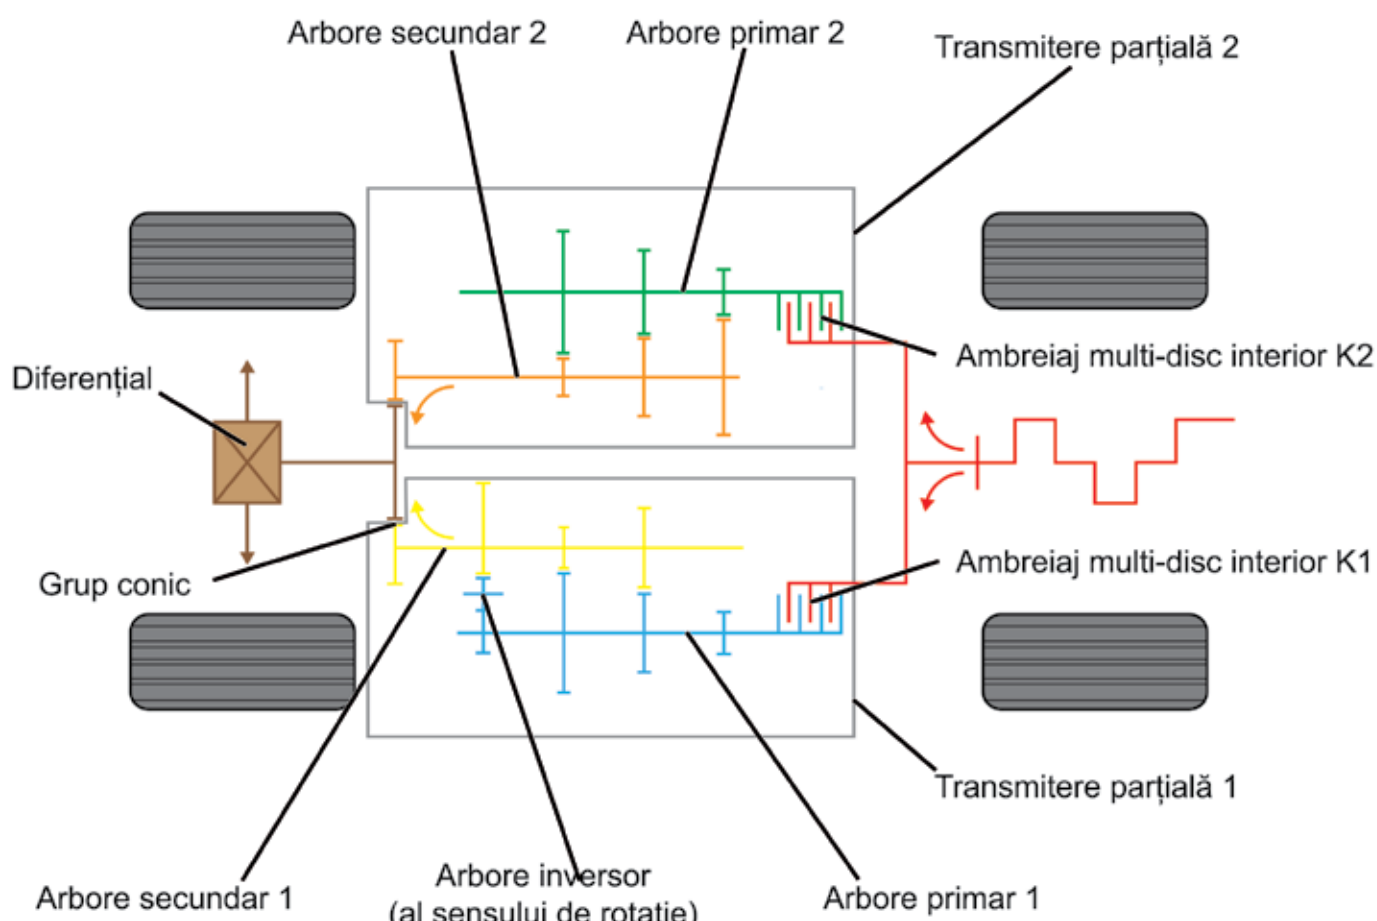 Arbore secundar 2
Arbore primar 2
Transmitere parțială 2
Ambreiaj multi-disc interior K2
Diferențial
Ambreiaj multi-disc interior K1
Grup conic
Transmitere parțială 1
Arbore secundar 1
Arbore inversor
(al sensului de rotație)
Arbore primar 1